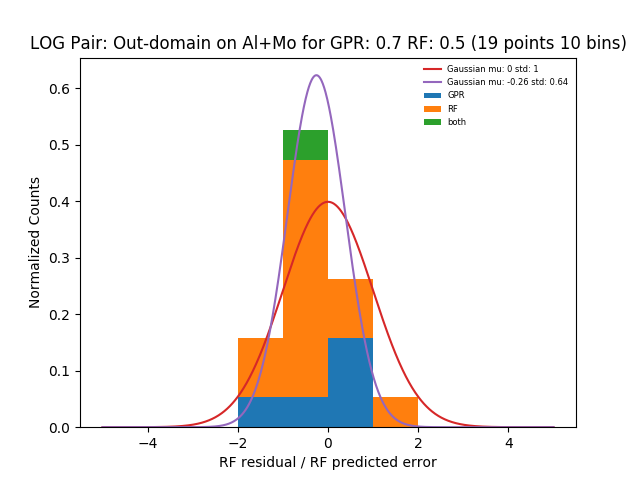 LOG Pair: Out-domain on Al+Mo for GPR: 0.7 RF: 0.5 (19 points 10 bins)
Gaussian mu: 0 std: 1
Gaussian mu: -0.26 std: 0.64
GPR
RF
both
Normalized Counts
0.6
0.5
0.4
0.3
0.2
0.1
0.0
−4 −2 0 2 4
RF residual / RF predicted error